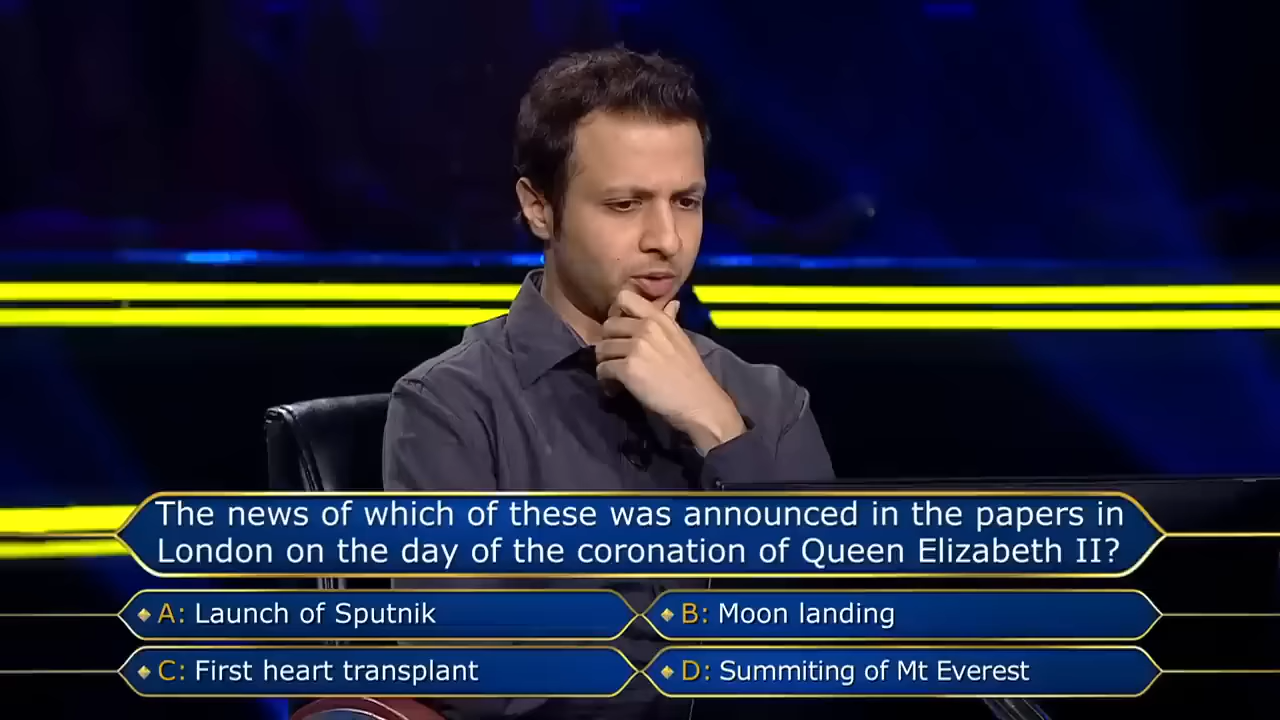 The news of which of these was announced in the papers in
London on the day of the coronation of Queen Elizabeth II?
A: Launch of Sputnik
B: Moon landing
C: First heart transplant
D: Summiting of Mt Everest